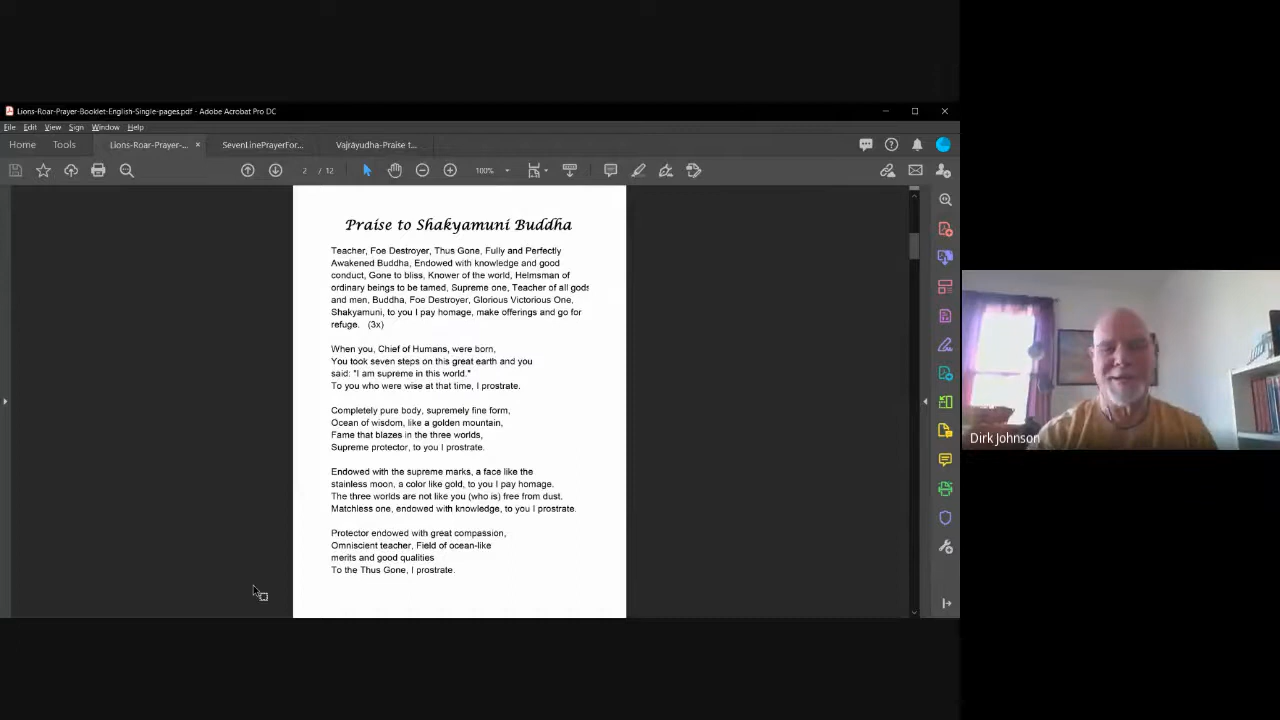 Lions-Roar-Prayer-Booklet-English-Single-pages.pdf - Adobe Acrobat Pro DC
File Edit View Sign Window Help
Home Tools Lions-Roar-Prayer-... × SevenLinePrayerFor... Vajrayudha-Praise t...
2 / 12 100%
Praise to Shakyamuni Buddha
Teacher, Foe Destroyer, Thus Gone, Fully and Perfectly
Awakened Buddha, Endowed with knowledge and good
conduct, Gone to bliss, Knower of the world, Helmsman of
ordinary beings to be tamed, Supreme one, Teacher of all gods
and men, Buddha, Foe Destroyer, Glorious Victorious One,
Shakyamuni, to you I pay homage, make offerings and go for
refuge. (3x)
When you, Chief of Humans, were born,
You took seven steps on this great earth and you
said: "I am supreme in this world."
To you who were wise at that time, I prostrate.
Completely pure body, supremely fine form,
Ocean of wisdom, like a golden mountain,
Fame that blazes in the three worlds,
Supreme protector, to you I prostrate.
Endowed with the supreme marks, a face like the
stainless moon, a color like gold, to you I pay homage.
The three worlds are not like you (who is) free from dust.
Matchless one, endowed with knowledge, to you I prostrate.
Protector endowed with great compassion,
Omniscient teacher, Field of ocean-like
merits and good qualities
To the Thus Gone, I prostrate.
Dirk Johnson